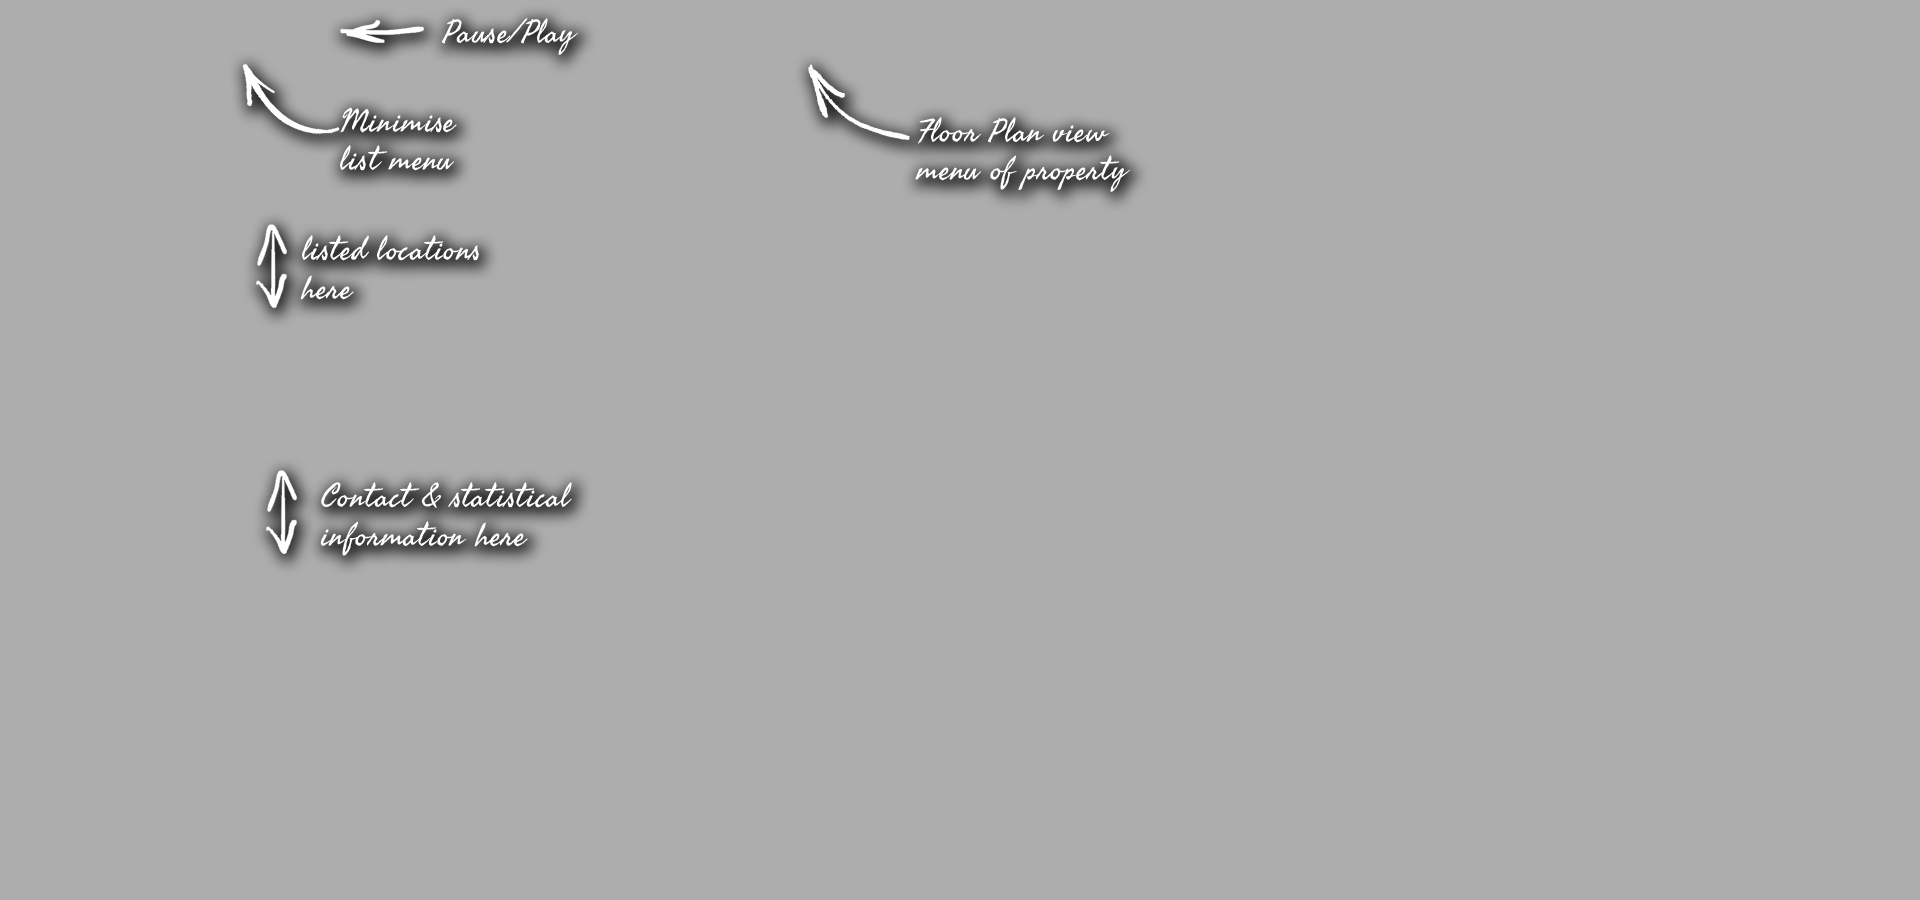 Pause/Play
Minimise
list menu
Floor Plan view
menu of property
listed locations
here
Contact & statistical
information here